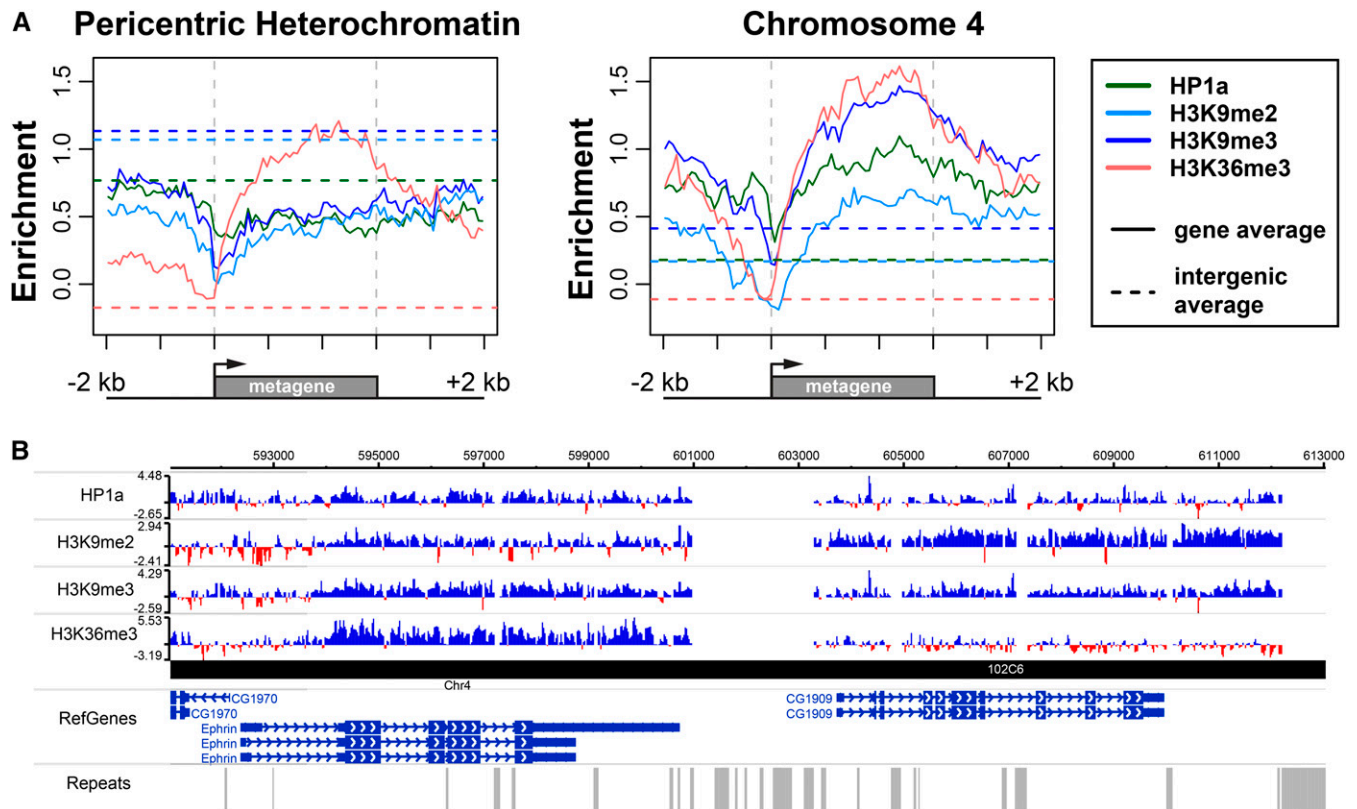 A Pericentric Heterochromatin Chromosome 4
Enrichment
0.0 0.5 1.0 1.5
-2 kb metagene +2 kb
Enrichment
0.0 0.5 1.0 1.5
-2 kb metagene +2 kb
HP1a
H3K9me2
H3K9me3
H3K36me3
gene average
intergenic
average
B
593000 595000 597000 599000 601000 603000 605000 607000 609000 611000 613000
4.48
HP1a
-2.65
2.94
H3K9me2
-2.41
4.29
H3K9me3
-2.59
5.53
H3K36me3
-3.19
102C6
Chr4
RefGenes
CG1970
CG1970
Ephrin
Ephrin
Ephrin
CG1909
CG1909
Repeats